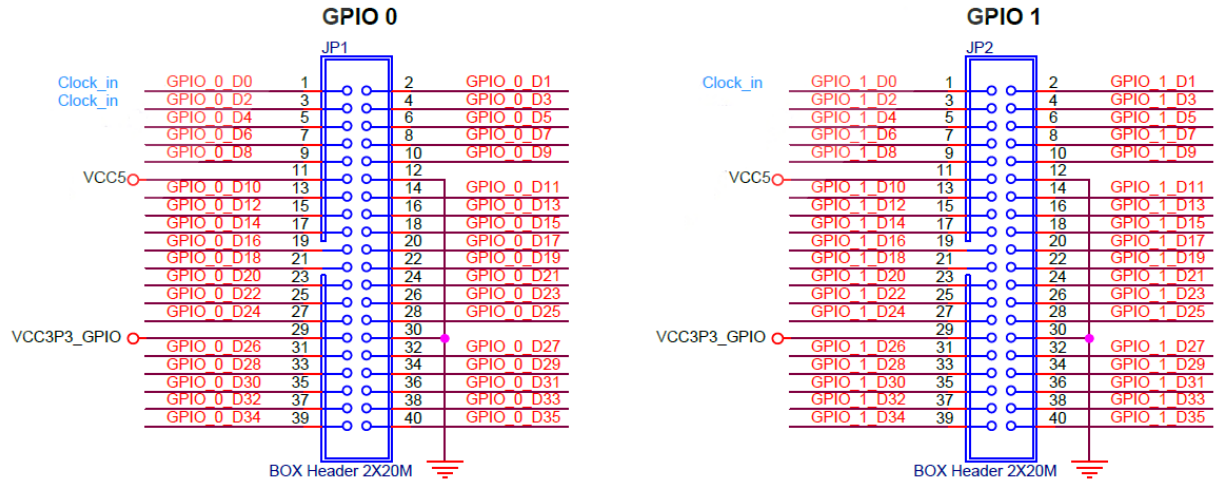 GPIO 0
JP1
Clock_in GPIO_0_D0 1 2 GPIO_0_D1
Clock_in GPIO_0_D2 3 4 GPIO_0_D3
GPIO_0_D4 5 6 GPIO_0_D5
GPIO_0_D6 7 8 GPIO_0_D7
GPIO_0_D8 9 10 GPIO_0_D9
VCC5 11 12
GPIO_0_D10 13 14 GPIO_0_D11
GPIO_0_D12 15 16 GPIO_0_D13
GPIO_0_D14 17 18 GPIO_0_D15
GPIO_0_D16 19 20 GPIO_0_D17
GPIO_0_D18 21 22 GPIO_0_D19
GPIO_0_D20 23 24 GPIO_0_D21
GPIO_0_D22 25 26 GPIO_0_D23
GPIO_0_D24 27 28 GPIO_0_D25
VCC3P3_GPIO 29 30
GPIO_0_D26 31 32 GPIO_0_D27
GPIO_0_D28 33 34 GPIO_0_D29
GPIO_0_D30 35 36 GPIO_0_D31
GPIO_0_D32 37 38 GPIO_0_D33
GPIO_0_D34 39 40 GPIO_0_D35
BOX Header 2X20M
GPIO 1
JP2
Clock_in GPIO_1_D0 1 2 GPIO_1_D1
GPIO_1_D2 3 4 GPIO_1_D3
GPIO_1_D4 5 6 GPIO_1_D5
GPIO_1_D6 7 8 GPIO_1_D7
GPIO_1_D8 9 10 GPIO_1_D9
VCC5 11 12
GPIO_1_D10 13 14 GPIO_1_D11
GPIO_1_D12 15 16 GPIO_1_D13
GPIO_1_D14 17 18 GPIO_1_D15
GPIO_1_D16 19 20 GPIO_1_D17
GPIO_1_D18 21 22 GPIO_1_D19
GPIO_1_D20 23 24 GPIO_1_D21
GPIO_1_D22 25 26 GPIO_1_D23
GPIO_1_D24 27 28 GPIO_1_D25
VCC3P3_GPIO 29 30
GPIO_1_D26 31 32 GPIO_1_D27
GPIO_1_D28 33 34 GPIO_1_D29
GPIO_1_D30 35 36 GPIO_1_D31
GPIO_1_D32 37 38 GPIO_1_D33
GPIO_1_D34 39 40 GPIO_1_D35
BOX Header 2X20M